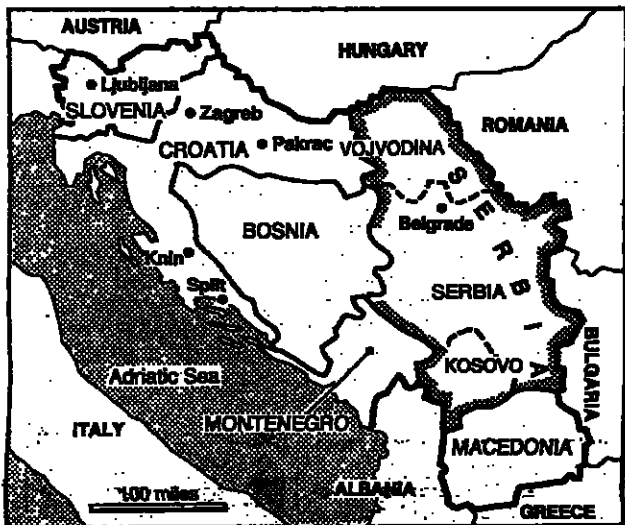 AUSTRIA
HUNGARY
Ljubljana
SLOVENIA
Zagreb
ROMANIA
CROATIA
Pakrac
VOJVODINA
SERBIA
BOSNIA
Belgrade
Knin
SERBIA
Split
BULGARIA
KOSOVO
Adriatic Sea
MONTENEGRO
ITALY
MACEDONIA
100 miles
ALBANIA
GREECE